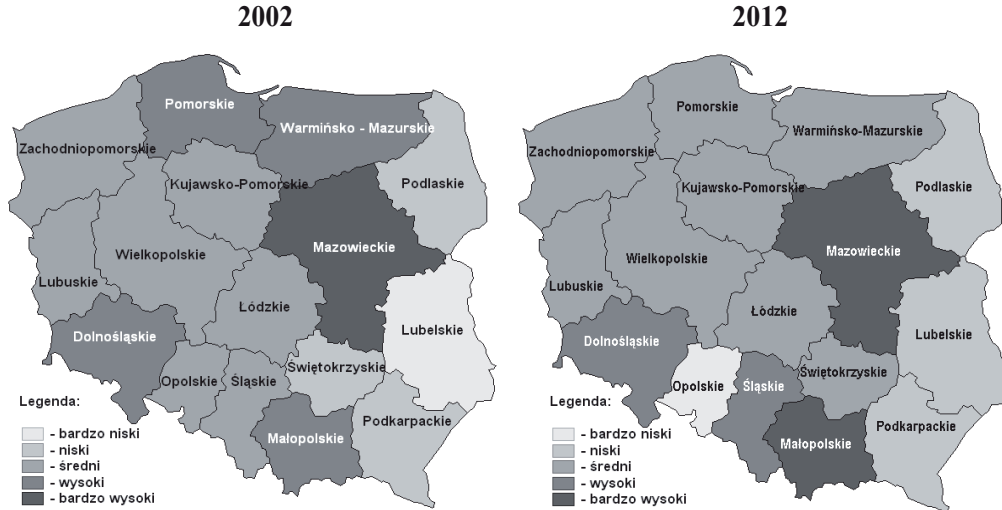 2002
Pomorskie
Warmińsko - Mazurskie
Zachodniopomorskie
Kujawsko-Pomorskie
Podlaskie
Mazowieckie
Wielkopolskie
Lubuskie
Łódzkie
Lubelskie
Dolnośląskie
Opolskie
Śląskie
Świętokrzyskie
Podkarpackie
Małopolskie
Legenda:
- bardzo niski
- niski
- średni
- wysoki
- bardzo wysoki
2012
Pomorskie
Warmińsko-Mazurskie
Zachodniopomorskie
Kujawsko-Pomorskie
Podlaskie
Mazowieckie
Wielkopolskie
Lubuskie
Łódzkie
Lubelskie
Dolnośląskie
Opolskie
Śląskie
Świętokrzyskie
Podkarpackie
Małopolskie
Legenda:
- bardzo niski
- niski
- średni
- wysoki
- bardzo wysoki